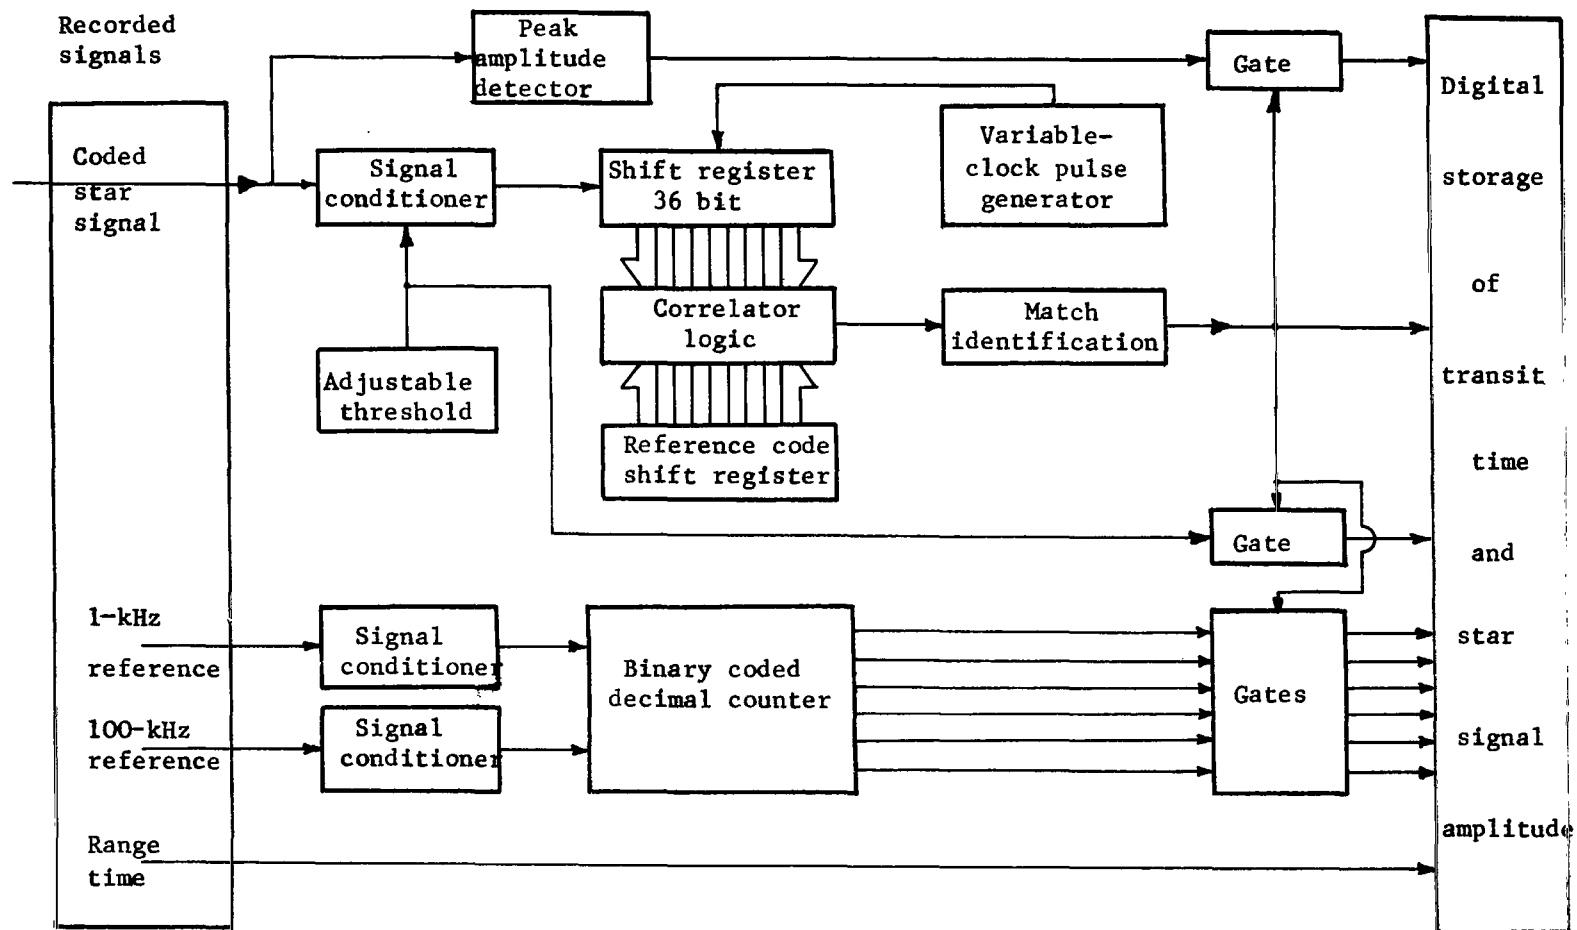 Recorded
signals
Peak
amplitude
detector
Gate
Coded
star
signal
Signal
conditioner
Shift register
36 bit
Variable-
clock pulse
generator
Correlator
logic
Match
identification
Adjustable
threshold
Reference code
shift register
Gate
1-kHz
reference
Signal
conditioner
Binary coded
decimal counter
Gates
100-kHz
reference
Signal
conditioner
Range
time
Digital
storage
of
transit
time
and
star
signal
amplitude